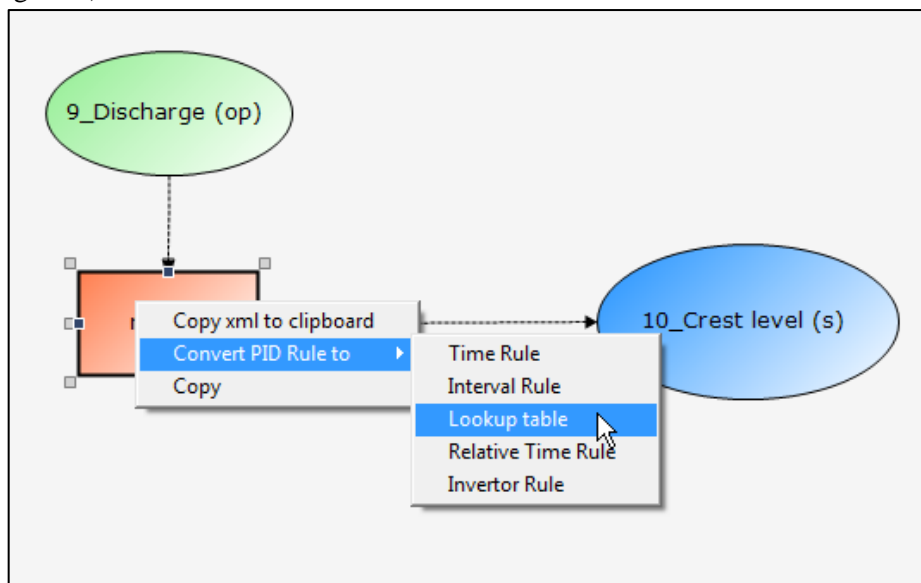 9_Discharge (op)
Copy xml to clipboard
Convert PID Rule to
Copy
10_Crest level (s)
Time Rule
Interval Rule
Lookup table
Relative Time Rule
Invertor Rule